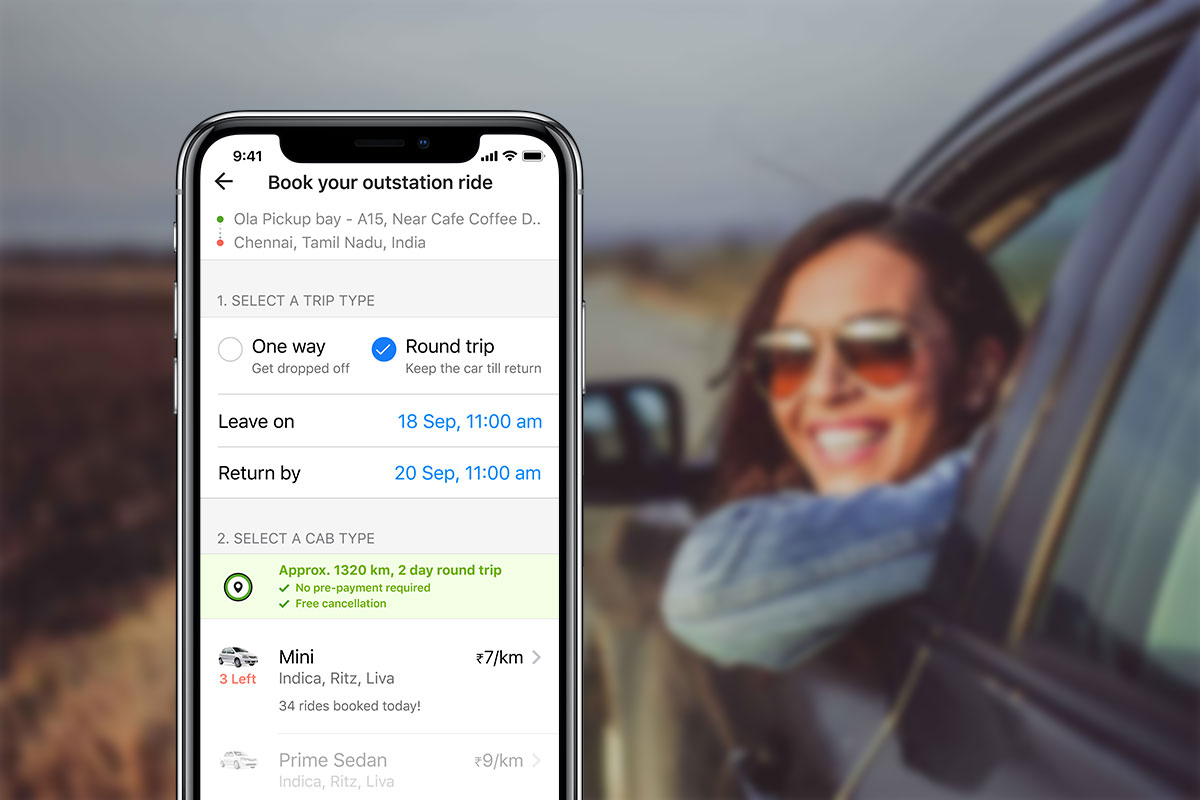 9:41
Book your outstation ride
Ola Pickup bay - A15, Near Cafe Coffee D..
Chennai, Tamil Nadu, India
1. SELECT A TRIP TYPE
One way Round trip
Get dropped off Keep the car till return
Leave on 18 Sep, 11:00 am
Return by 20 Sep, 11:00 am
2. SELECT A CAB TYPE
Approx. 1320 km, 2 day round trip
No pre-payment required
Free cancellation
Mini ₹7/km
3 Left Indica, Ritz, Liva
34 rides booked today!
Prime Sedan ₹9/km
Indica, Ritz, Liva